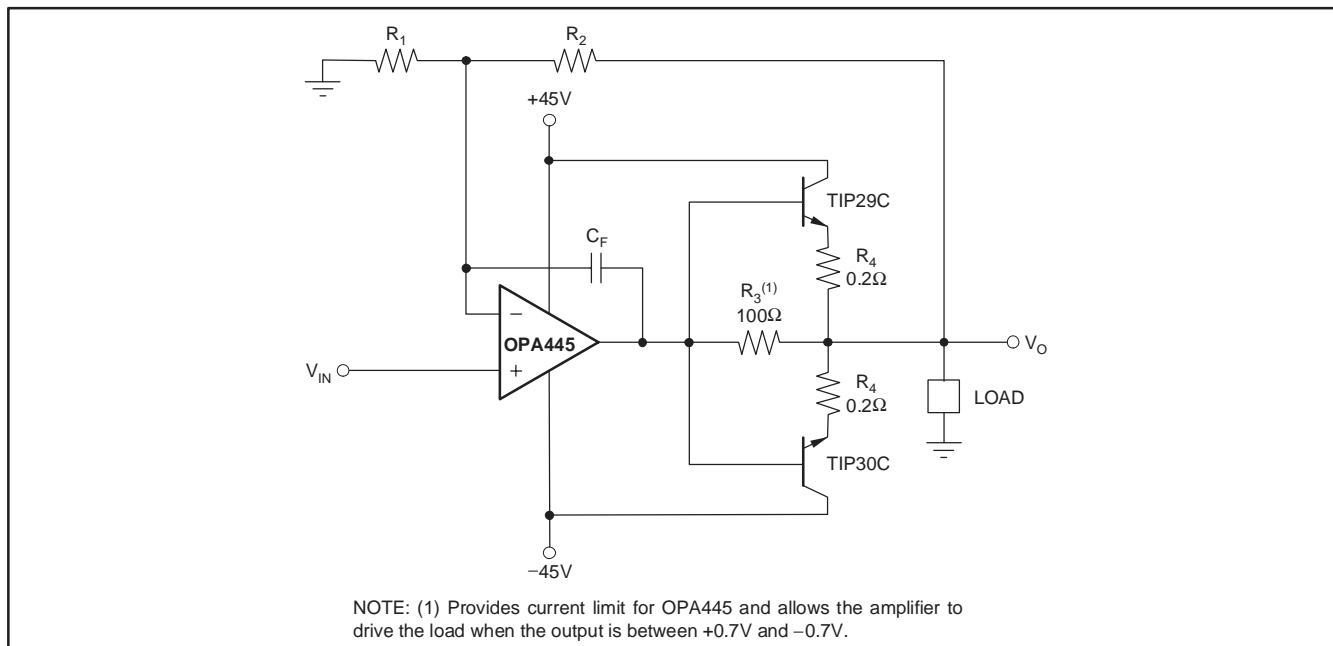 R1
R2
+45V
TIP29C
CF
R4
0.2Ω
R3(1)
100Ω
−
OPA445
+
VIN
VO
R4
0.2Ω
LOAD
TIP30C
−45V
NOTE: (1) Provides current limit for OPA445 and allows the amplifier to
drive the load when the output is between +0.7V and −0.7V.